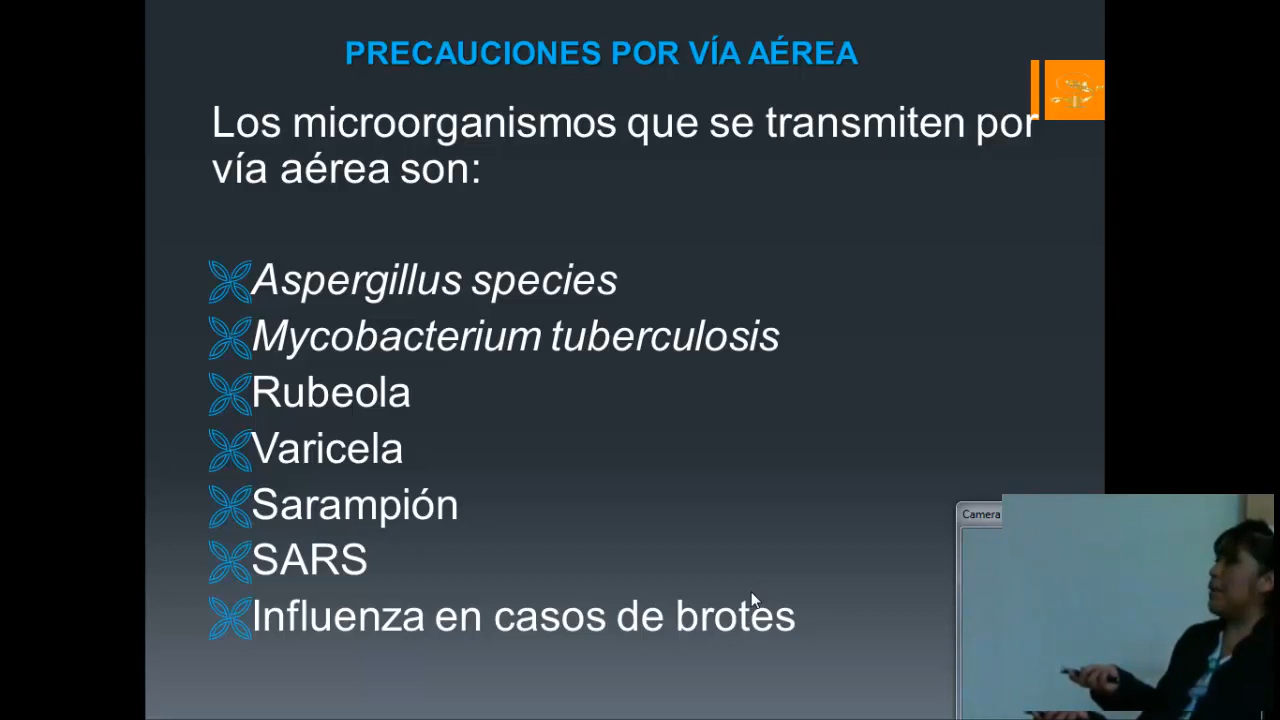 PRECAUCIONES POR VÍA AÉREA
Los microorganismos que se transmiten por
vía aérea son:
Aspergillus species
Mycobacterium tuberculosis
Rubeola
Varicela
Sarampión
SARS
Influenza en casos de brotes
Camera